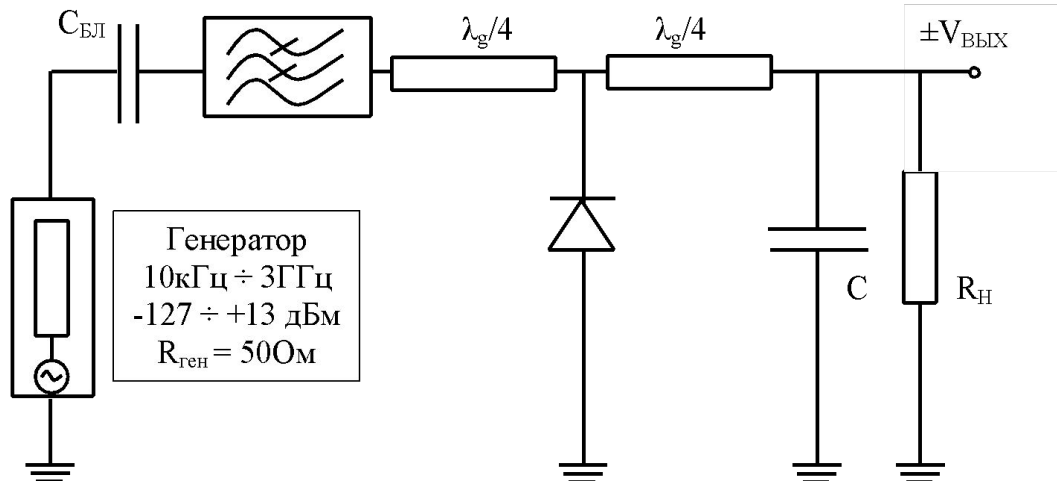 C_БЛ
λ_g/4
λ_g/4
±V_ВЫХ
Генератор
10кГц ÷ 3ГГц
-127 ÷ +13 дБм
R_ген = 50Ом
C
R_Н